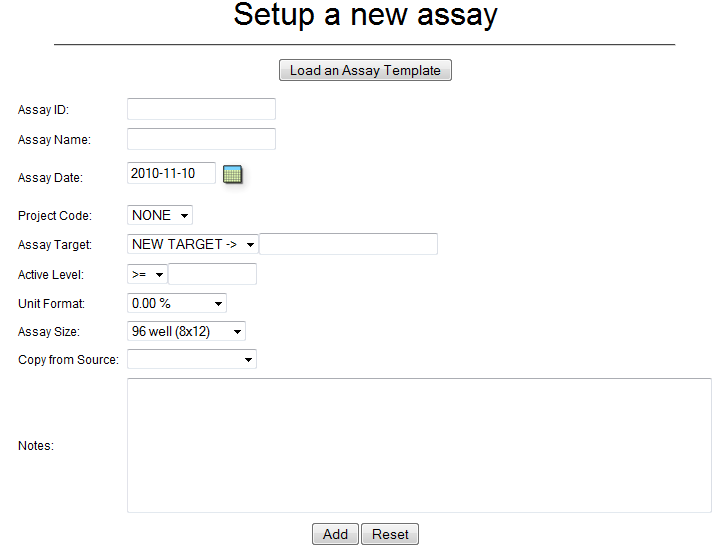 Setup a new assay
Load an Assay Template
Assay ID:
Assay Name:
Assay Date: 2010-11-10
Project Code: NONE
Assay Target: NEW TARGET ->
Active Level: >=
Unit Format: 0.00 %
Assay Size: 96 well (8x12)
Copy from Source:
Notes:
Add Reset